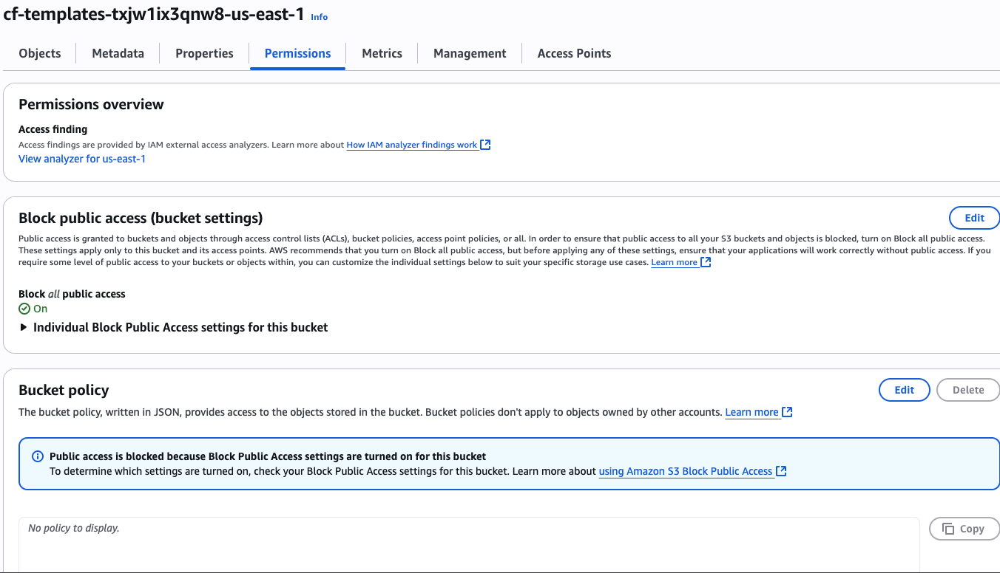 cf-templates-txjw1ix3qnw8-us-east-1 Info
Objects Metadata Properties Permissions Metrics Management Access Points
Permissions overview
Access finding
Access findings are provided by IAM external access analyzers. Learn more about How IAM analyzer findings work
View analyzer for us-east-1
Block public access (bucket settings) Edit
Public access is granted to buckets and objects through access control lists (ACLs), bucket policies, access point policies, or all. In order to ensure that public access to all your S3 buckets and objects is blocked, turn on Block all public access.
These settings apply only to this bucket and its access points. AWS recommends that you turn on Block all public access, but before applying any of these settings, ensure that your applications will work correctly without public access. If you
require some level of public access to your buckets or objects within, you can customize the individual settings below to suit your specific storage use cases. Learn more
Block all public access
On
Individual Block Public Access settings for this bucket
Bucket policy Edit Delete
The bucket policy, written in JSON, provides access to the objects stored in the bucket. Bucket policies don't apply to objects owned by other accounts. Learn more
Public access is blocked because Block Public Access settings are turned on for this bucket
To determine which settings are turned on, check your Block Public Access settings for this bucket. Learn more about using Amazon S3 Block Public Access
No policy to display. Copy